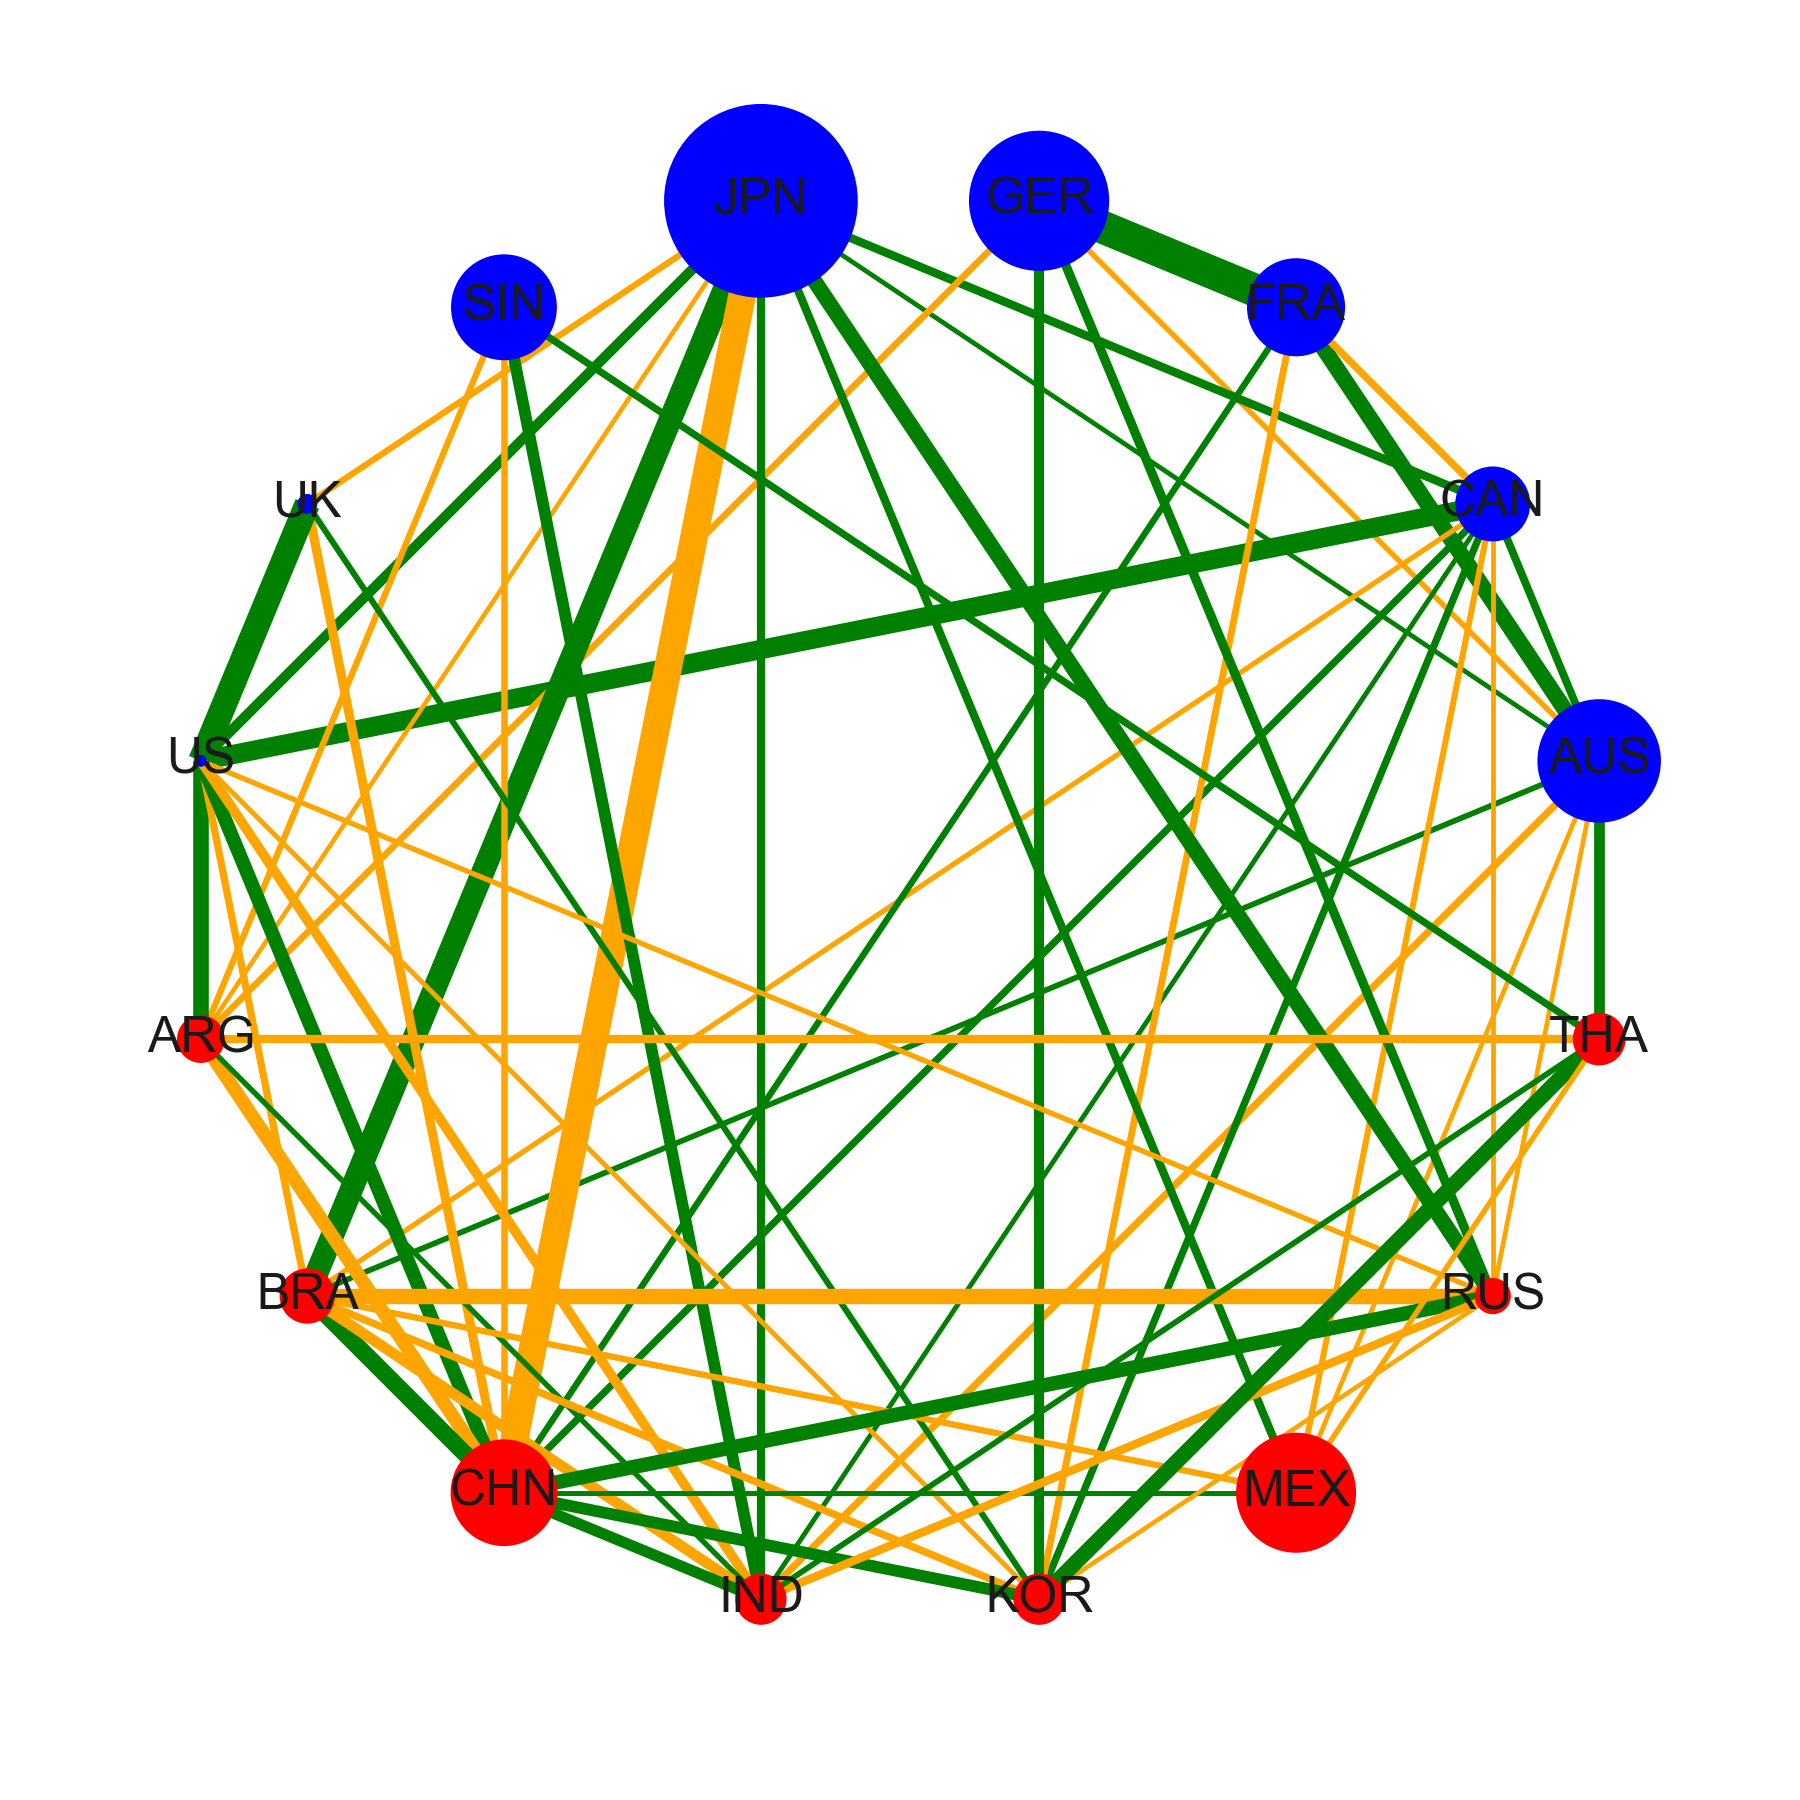 JPN
GER
SIN
FRA
UK
CAN
US
AUS
ARG
THA
BRA
RUS
CHN
MEX
IND
KOR